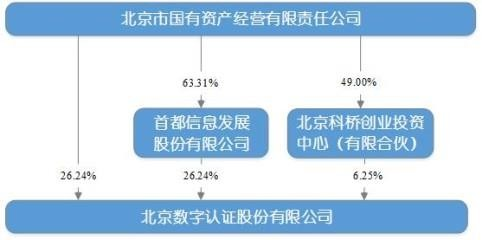 北京市国有资产经营有限责任公司
63.31%
49.00%
首都信息发展
股份有限公司
北京科桥创业投资
中心（有限合伙）
26.24%
26.24%
6.25%
北京数字认证股份有限公司